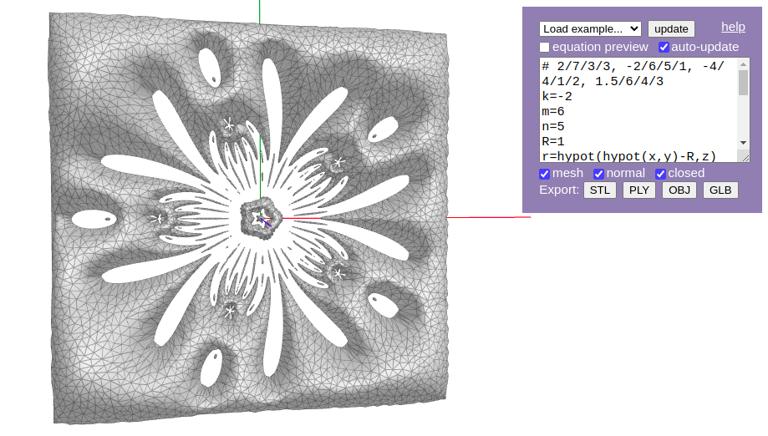 Load example... update help
equation preview auto-update
# 2/7/3/3, -2/6/5/1, -4/
4/1/2, 1.5/6/4/3
k=-2
m=6
n=5
R=1
r=hypot(hypot(x,y)-R,z)
mesh normal closed
Export: STL PLY OBJ GLB